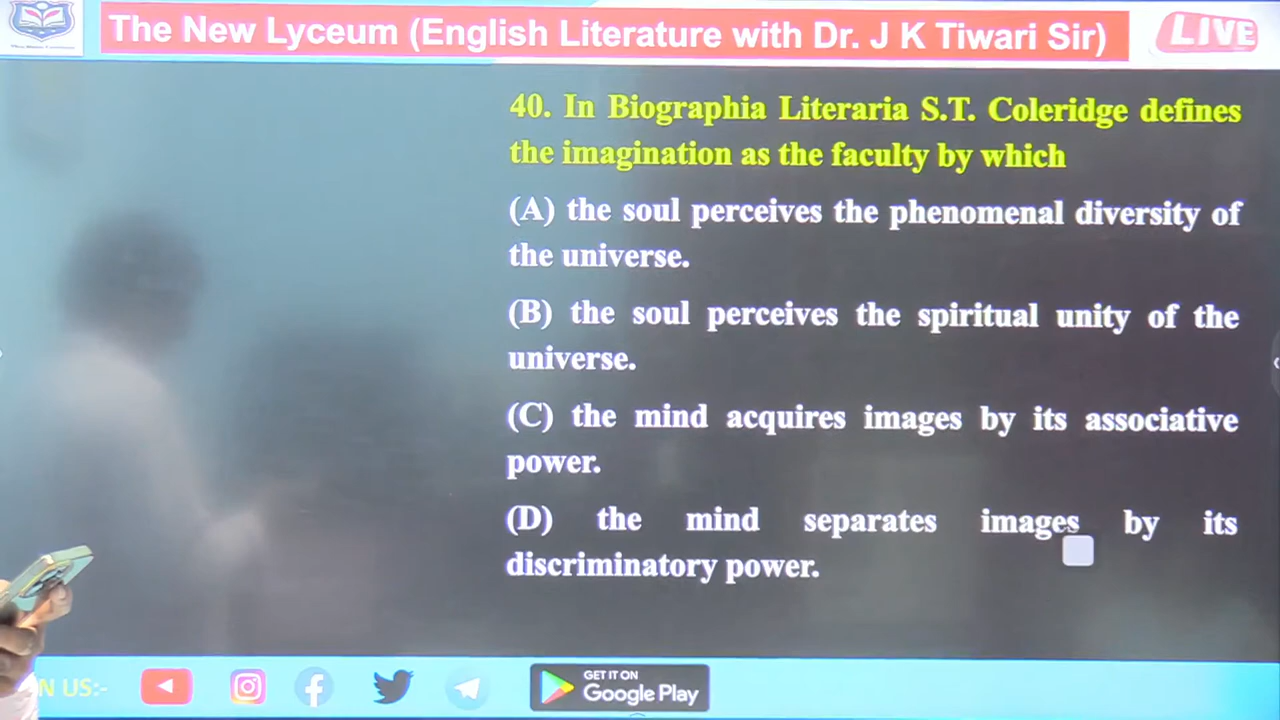 The New Lyceum (English Literature with Dr. J K Tiwari Sir)
LIVE
40. In Biographia Literaria S.T. Coleridge defines
the imagination as the faculty by which
(A) the soul perceives the phenomenal diversity of
the universe.
(B) the soul perceives the spiritual unity of the
universe.
(C) the mind acquires images by its associative
power.
(D) the mind separates images by its
discriminatory power.
N US:-
GET IT ON
Google Play